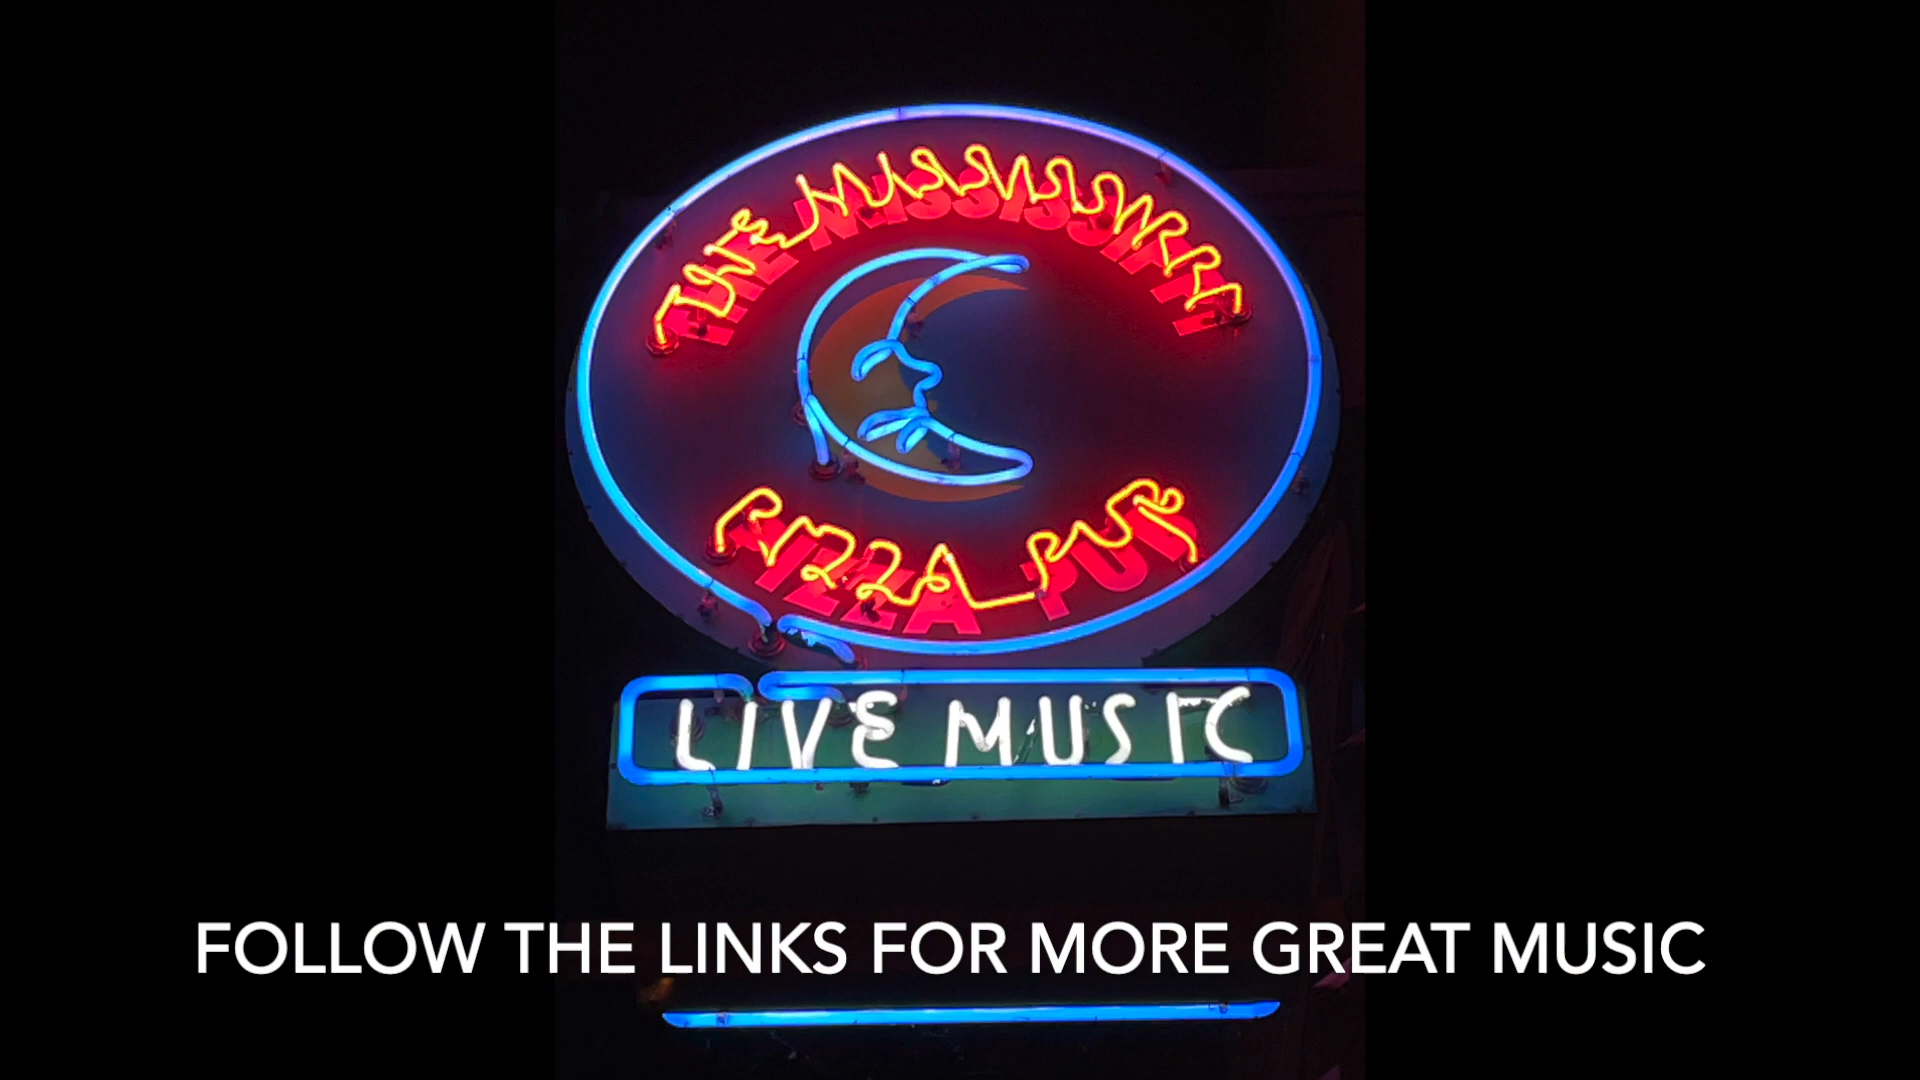 THE MISSISSIPPI
PIZZA PUB
LIVE MUSIC
FOLLOW THE LINKS FOR MORE GREAT MUSIC